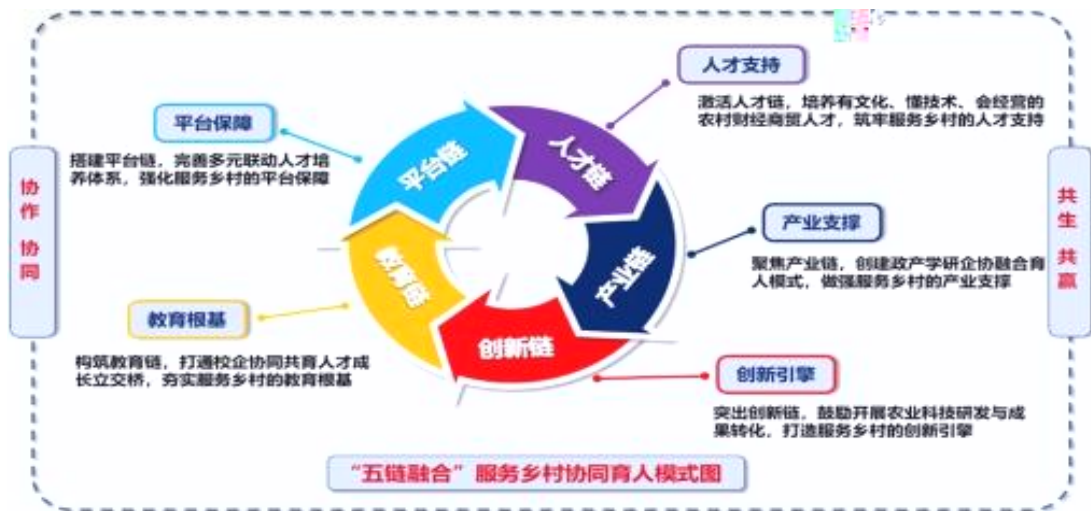 人才支持
激活人才链，培养有文化、懂技术、会经营的
农村财经商贸人才，筑牢服务乡村的人才支持
平台保障
搭建平台链，完善多元联动人才培
养体系，强化服务乡村的平台保障
平台链
人才链
协作 协同
共生 共赢
产业支撑
聚焦产业链，创建政产学研企协融合育
人模式，做强服务乡村的产业支撑
教育链
产业链
创新链
教育根基
构筑教育链，打通校企协同共育人才成
长立交桥，夯实服务乡村的教育根基
创新引擎
突出创新链，鼓励开展农业科技研发与成
果转化，打造服务乡村的创新引擎
“五链融合”服务乡村协同育人模式图